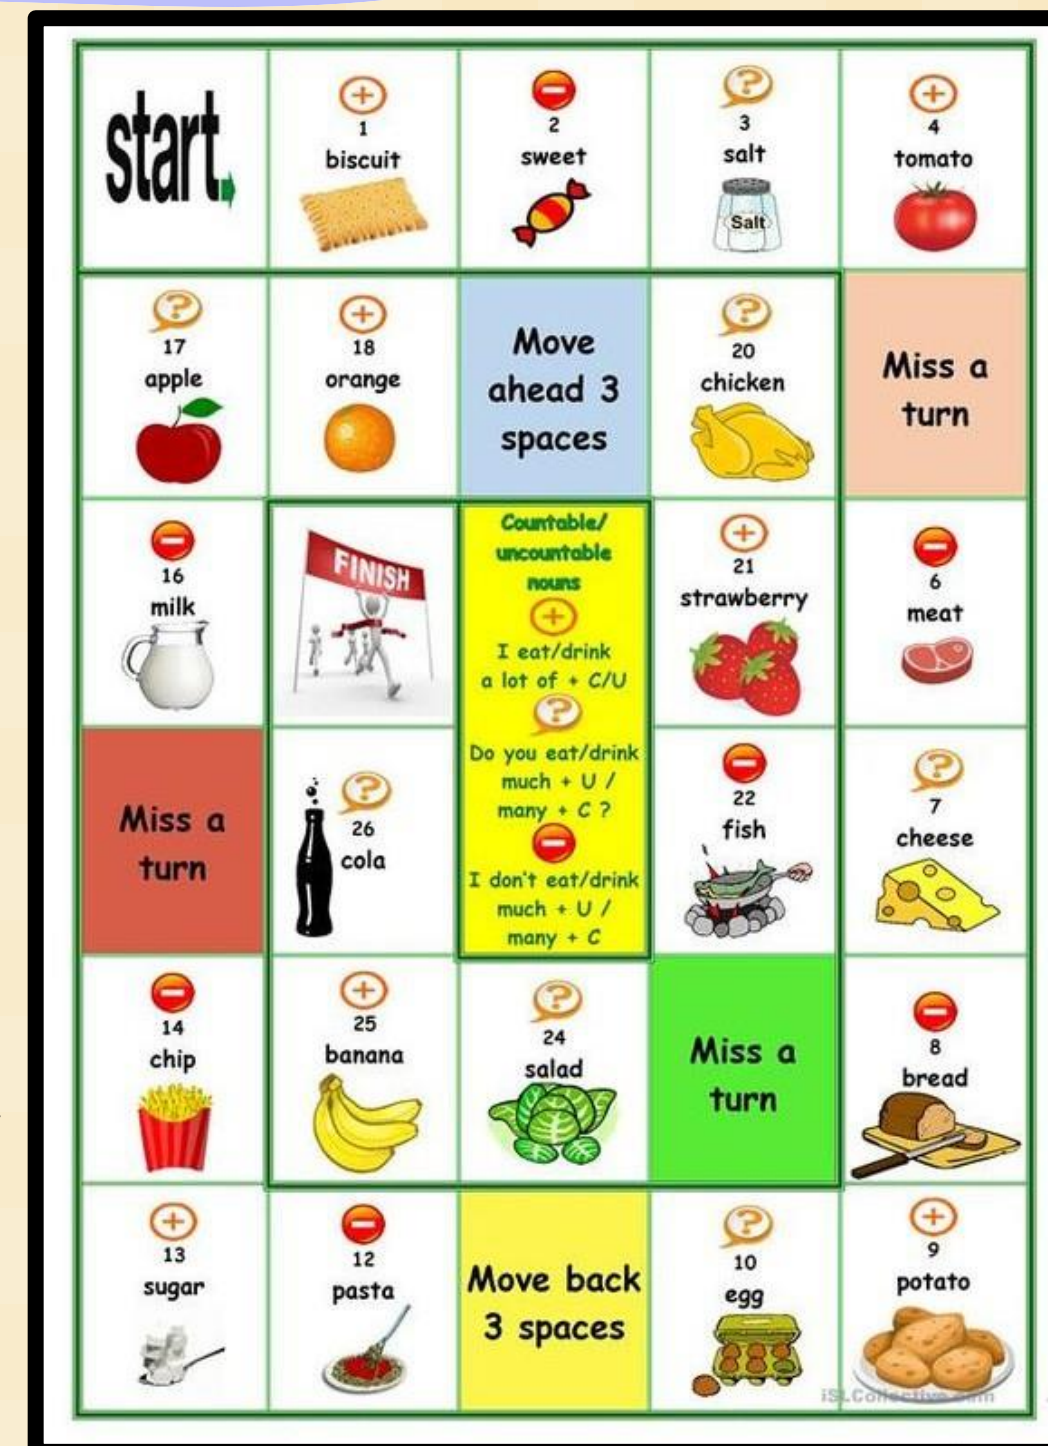 start
1
biscuit
2
sweet
3
salt
Salt
4
tomato
17
apple
18
orange
Move
ahead 3
spaces
20
chicken
Miss a
turn
16
milk
FINISH
Countable/
uncountable
nouns
I eat/drink
a lot of + C/U
Do you eat/drink
much + U /
many + C ?
I don't eat/drink
much + U /
many + C
21
strawberry
6
meat
Miss a
turn
26
cola
22
fish
7
cheese
14
chip
25
banana
24
salad
Miss a
turn
8
bread
13
sugar
12
pasta
Move back
3 spaces
10
egg
9
potato
iSLCollective.com